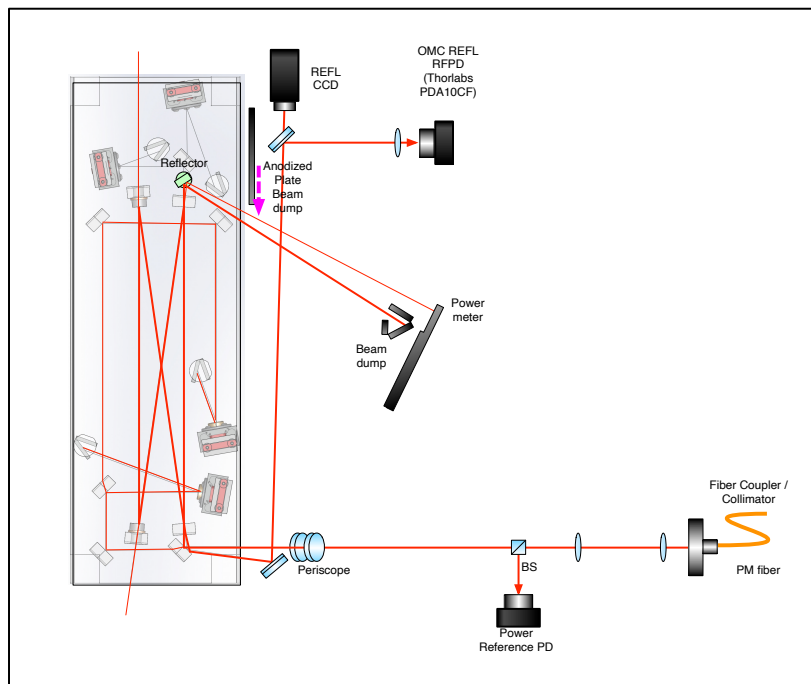 OMC REFL
RFPD
(Thorlabs
PDA10CF)
REFL
CCD
Reflector
Anodized
Plate
Beam
dump
Power
meter
Beam
dump
Fiber Coupler /
Collimator
Periscope
BS
PM fiber
Power
Reference PD